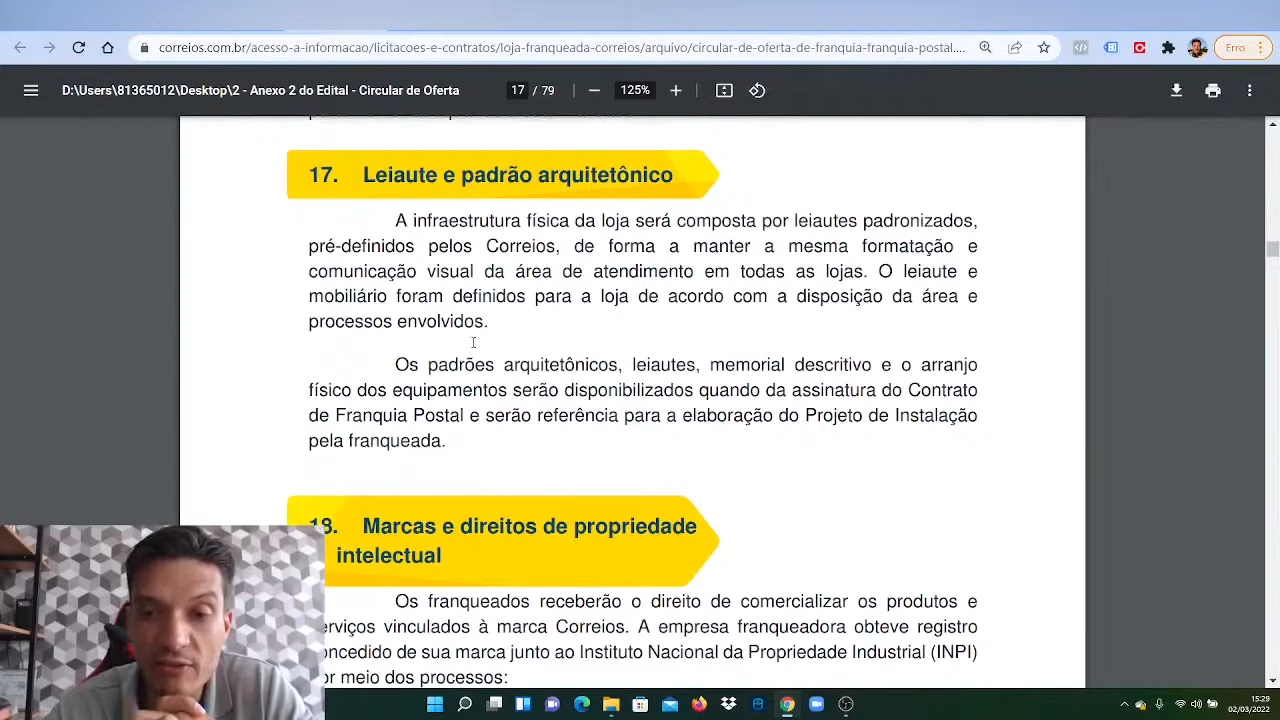 correios.com.br/acesso-a-informacao/licitacoes-e-contratos/loja-franqueada-correios/arquivo/circular-de-oferta-de-franquia-franquia-postal....
Erro
D:\Users\81365012\Desktop\2 - Anexo 2 do Edital - Circular de Oferta
17 / 79
125%
17. Leiaute e padrão arquitetônico
A infraestrutura física da loja será composta por leiautes padronizados,
pré-definidos pelos Correios, de forma a manter a mesma formatação e
comunicação visual da área de atendimento em todas as lojas. O leiaute e
mobiliário foram definidos para a loja de acordo com a disposição da área e
processos envolvidos.
Os padrões arquitetônicos, leiautes, memorial descritivo e o arranjo
físico dos equipamentos serão disponibilizados quando da assinatura do Contrato
de Franquia Postal e serão referência para a elaboração do Projeto de Instalação
pela franqueada.
18. Marcas e direitos de propriedade
intelectual
Os franqueados receberão o direito de comercializar os produtos e
erviços vinculados à marca Correios. A empresa franqueadora obteve registro
oncedido de sua marca junto ao Instituto Nacional da Propriedade Industrial (INPI)
or meio dos processos:
15:29
02/03/2022